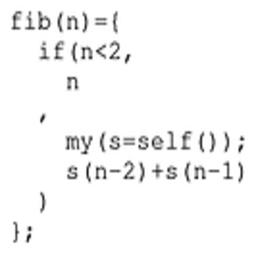 fib(n)={
  if(n<2,
    n
  ,
    my(s=self());
    s(n-2)+s(n-1)
  )
};